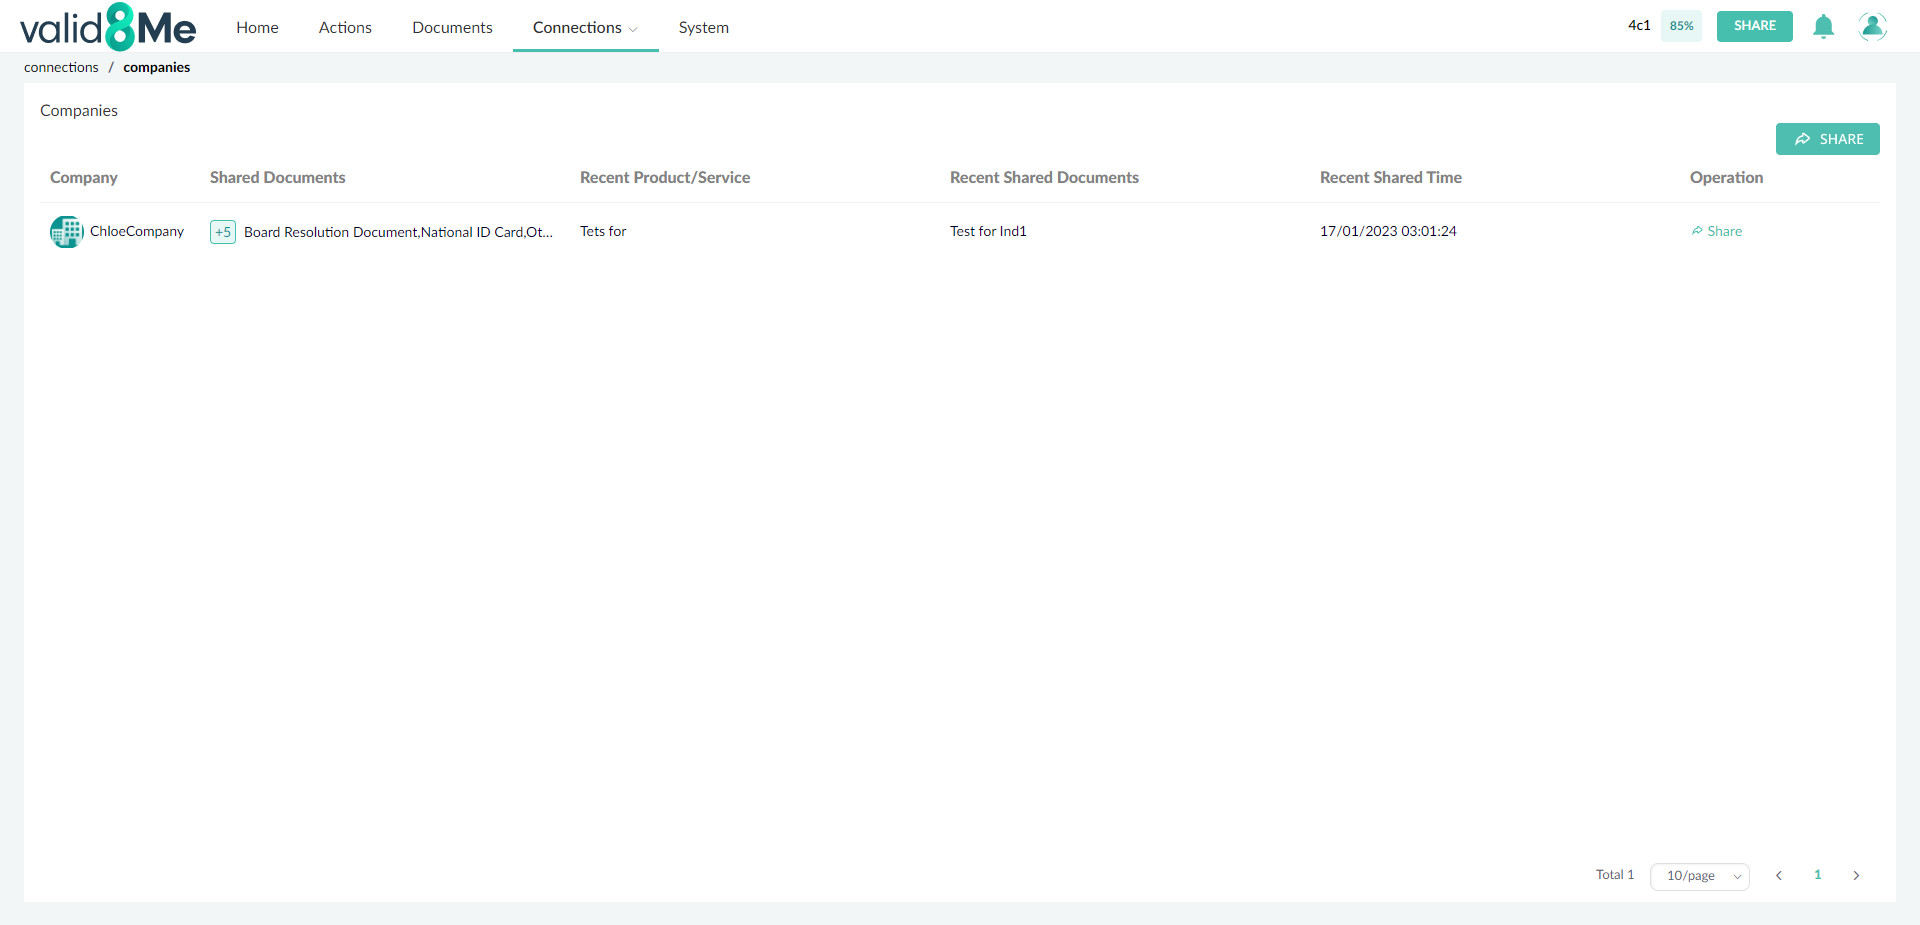 valid8Me Home Actions Documents Connections System 4c1 85% SHARE
connections / companies
Companies
SHARE
Company Shared Documents Recent Product/Service Recent Shared Documents Recent Shared Time Operation
ChloeCompany +5 Board Resolution Document,National ID Card,Ot... Tets for Test for Ind1 17/01/2023 03:01:24 Share
Total 1 10/page 1